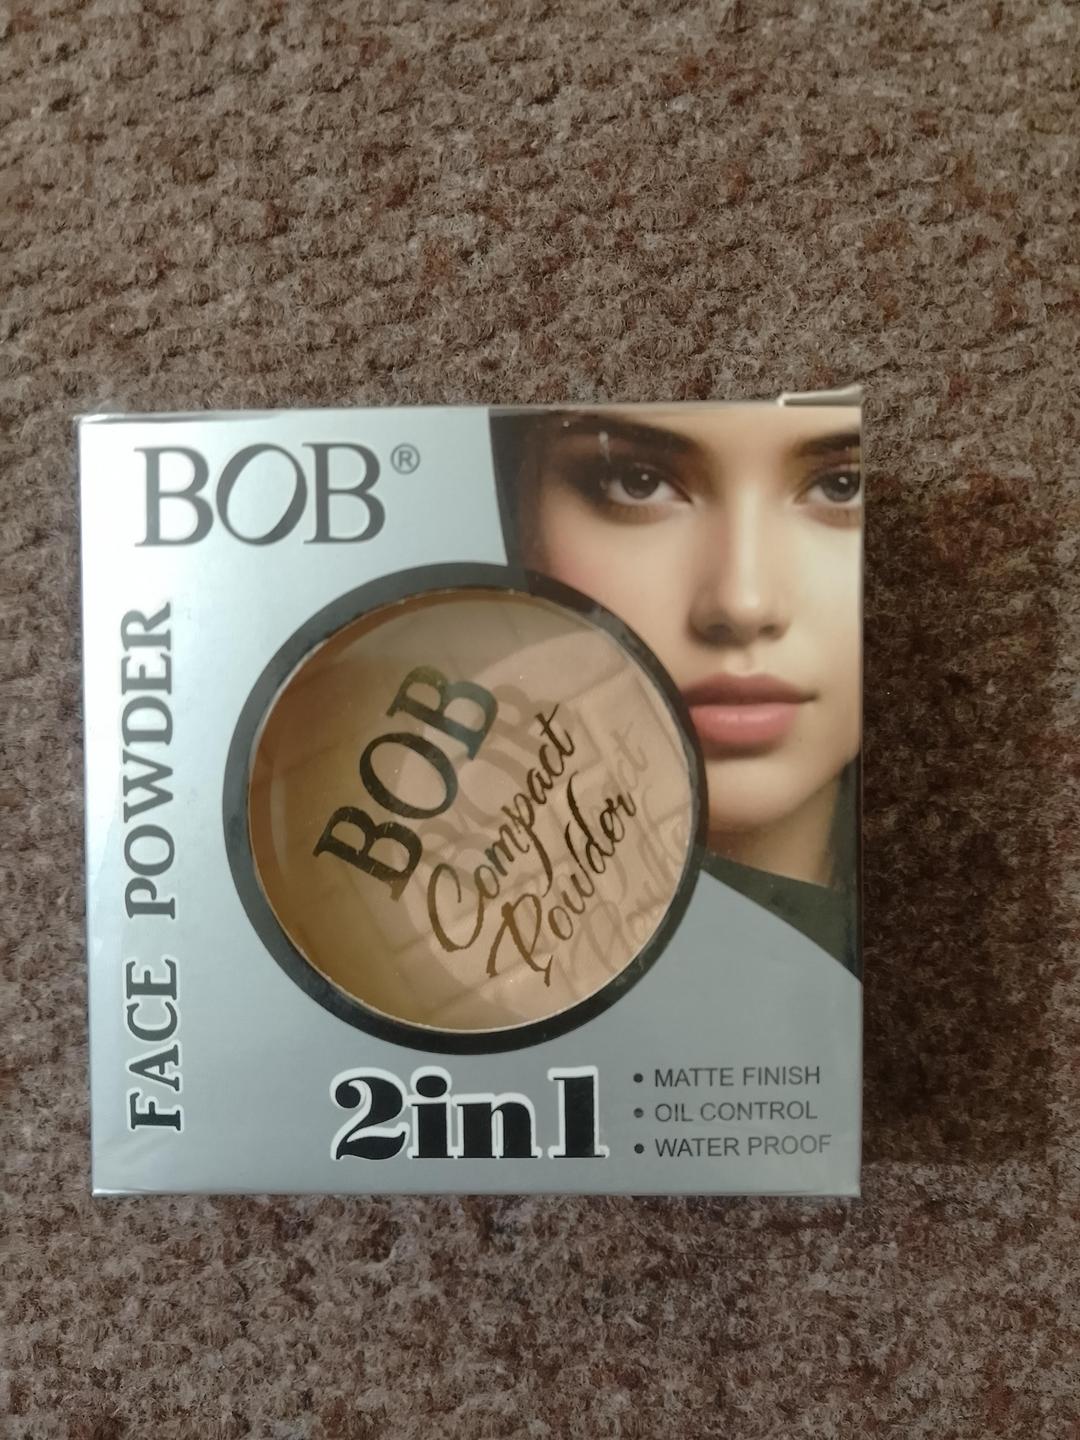 BOB®
FACE POWDER
BOB
Compact
Powder
2in1
• MATTE FINISH
• OIL CONTROL
• WATER PROOF